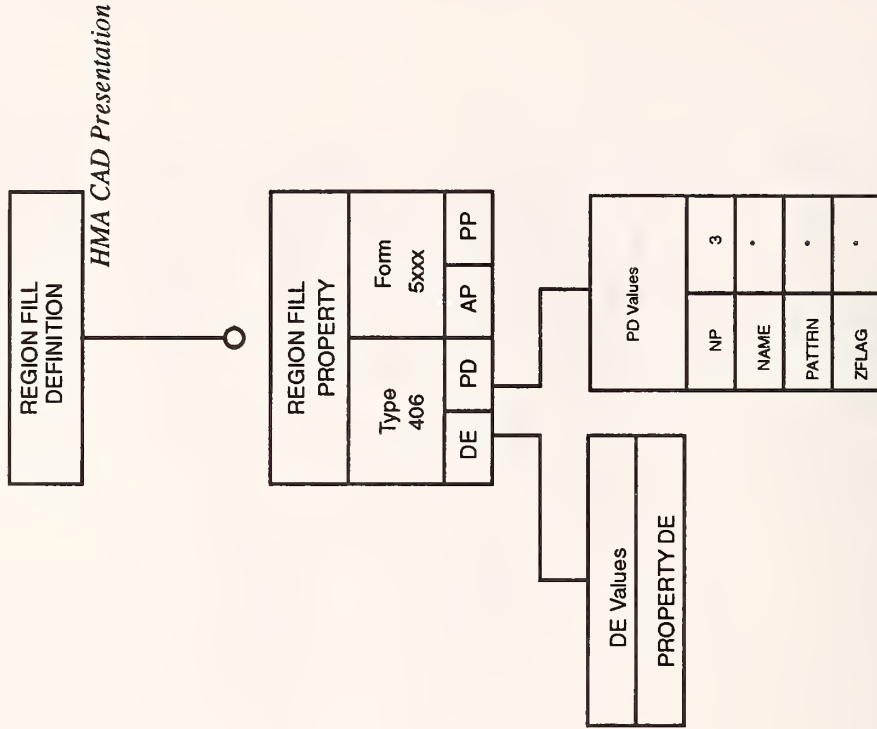 REGION FILL
DEFINITION
HMA CAD Presentation
REGION FILL
PROPERTY
Type
406
Form
5xxx
DE PD AP PP
DE Values
PROPERTY DE
PD Values
NP 3
NAME *
PATTRN *
ZFLAG *